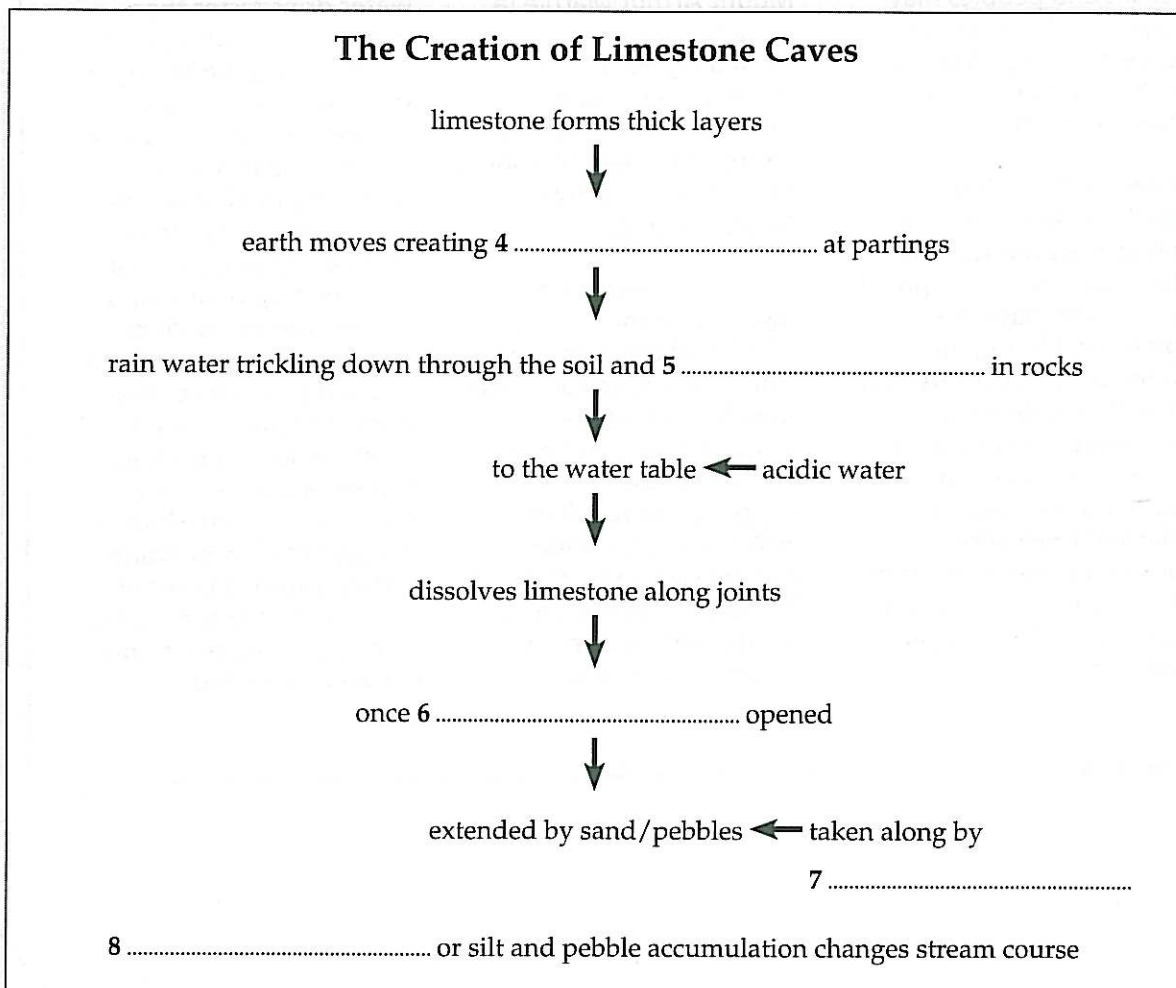 The Creation of Limestone Caves
limestone forms thick layers
earth moves creating 4 ........................................ at partings
rain water trickling down through the soil and 5 ........................................ in rocks
to the water table acidic water
dissolves limestone along joints
once 6 ........................................ opened
extended by sand/pebbles taken along by
7 ........................................
8 ........................................ or silt and pebble accumulation changes stream course